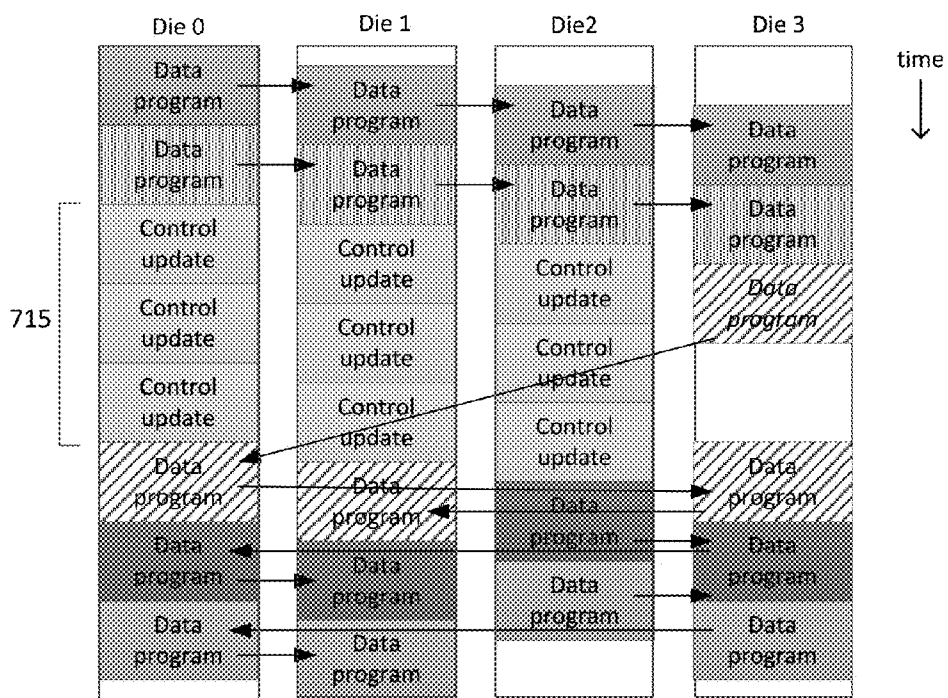 Die 0
Die 1
Die2
Die 3
time
Data
program
Data
program
Control
update
Control
update
Control
update
Data
program
Data
program
Data
program
715
Data
program
Data
program
Control
update
Control
update
Control
update
Data
program
Data
program
Data
program
Data
program
Data
program
Control
update
Control
update
Control
update
Data
program
Data
program
Data
program
Data
program
Data
program
Data
program
Data
program
Data
program